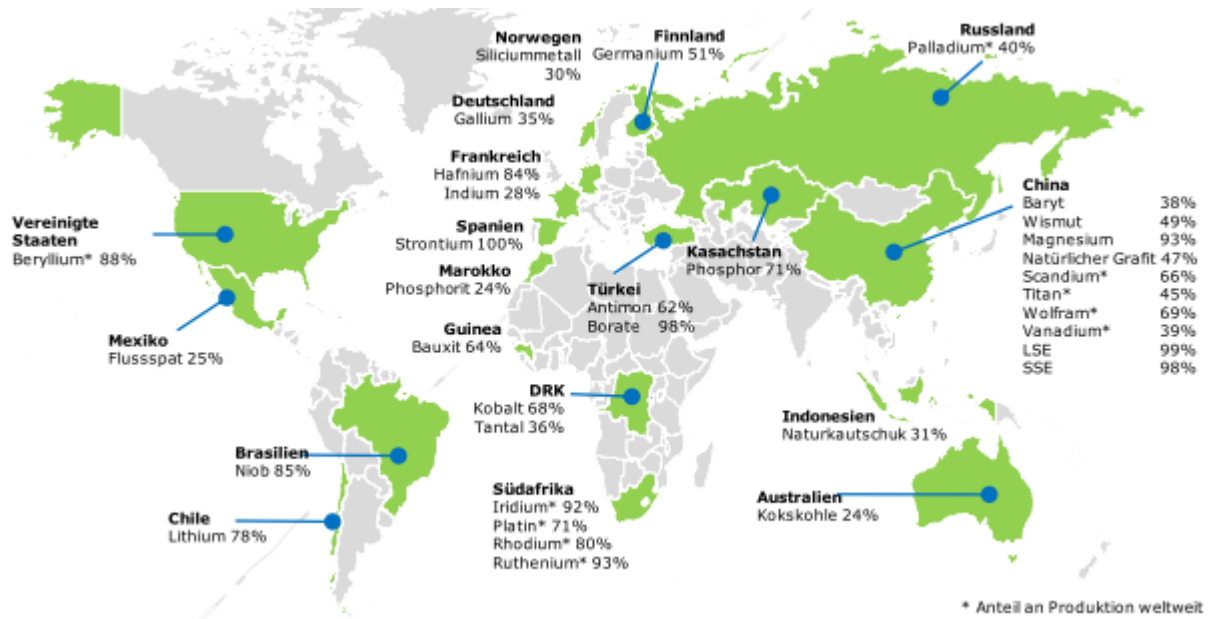 Norwegen
Siliciummetall
30%
Finnland
Germanium 51%
Russland
Palladium* 40%
Deutschland
Gallium 35%
Frankreich
Hafnium 84%
Indium 28%
Spanien
Strontium 100%
Marokko
Phosphorit 24%
Guinea
Bauxit 64%
Vereinigte
Staaten
Beryllium* 88%
Mexiko
Flussspat 25%
Türkei
Antimon 62%
Borate 98%
Kasachstan
Phosphor 71%
China
Baryt 38%
Wismut 49%
Magnesium 93%
Natürlicher Grafit 47%
Scandium* 66%
Titan* 45%
Wolfram* 69%
Vanadium* 39%
LSE 99%
SSE 98%
DRK
Kobalt 68%
Tantal 36%
Indonesien
Naturkautschuk 31%
Brasilien
Niob 85%
Chile
Lithium 78%
Südafrika
Iridium* 92%
Platin* 71%
Rhodium* 80%
Ruthenium* 93%
Australien
Kokskohle 24%
* Anteil an Produktion weltweit